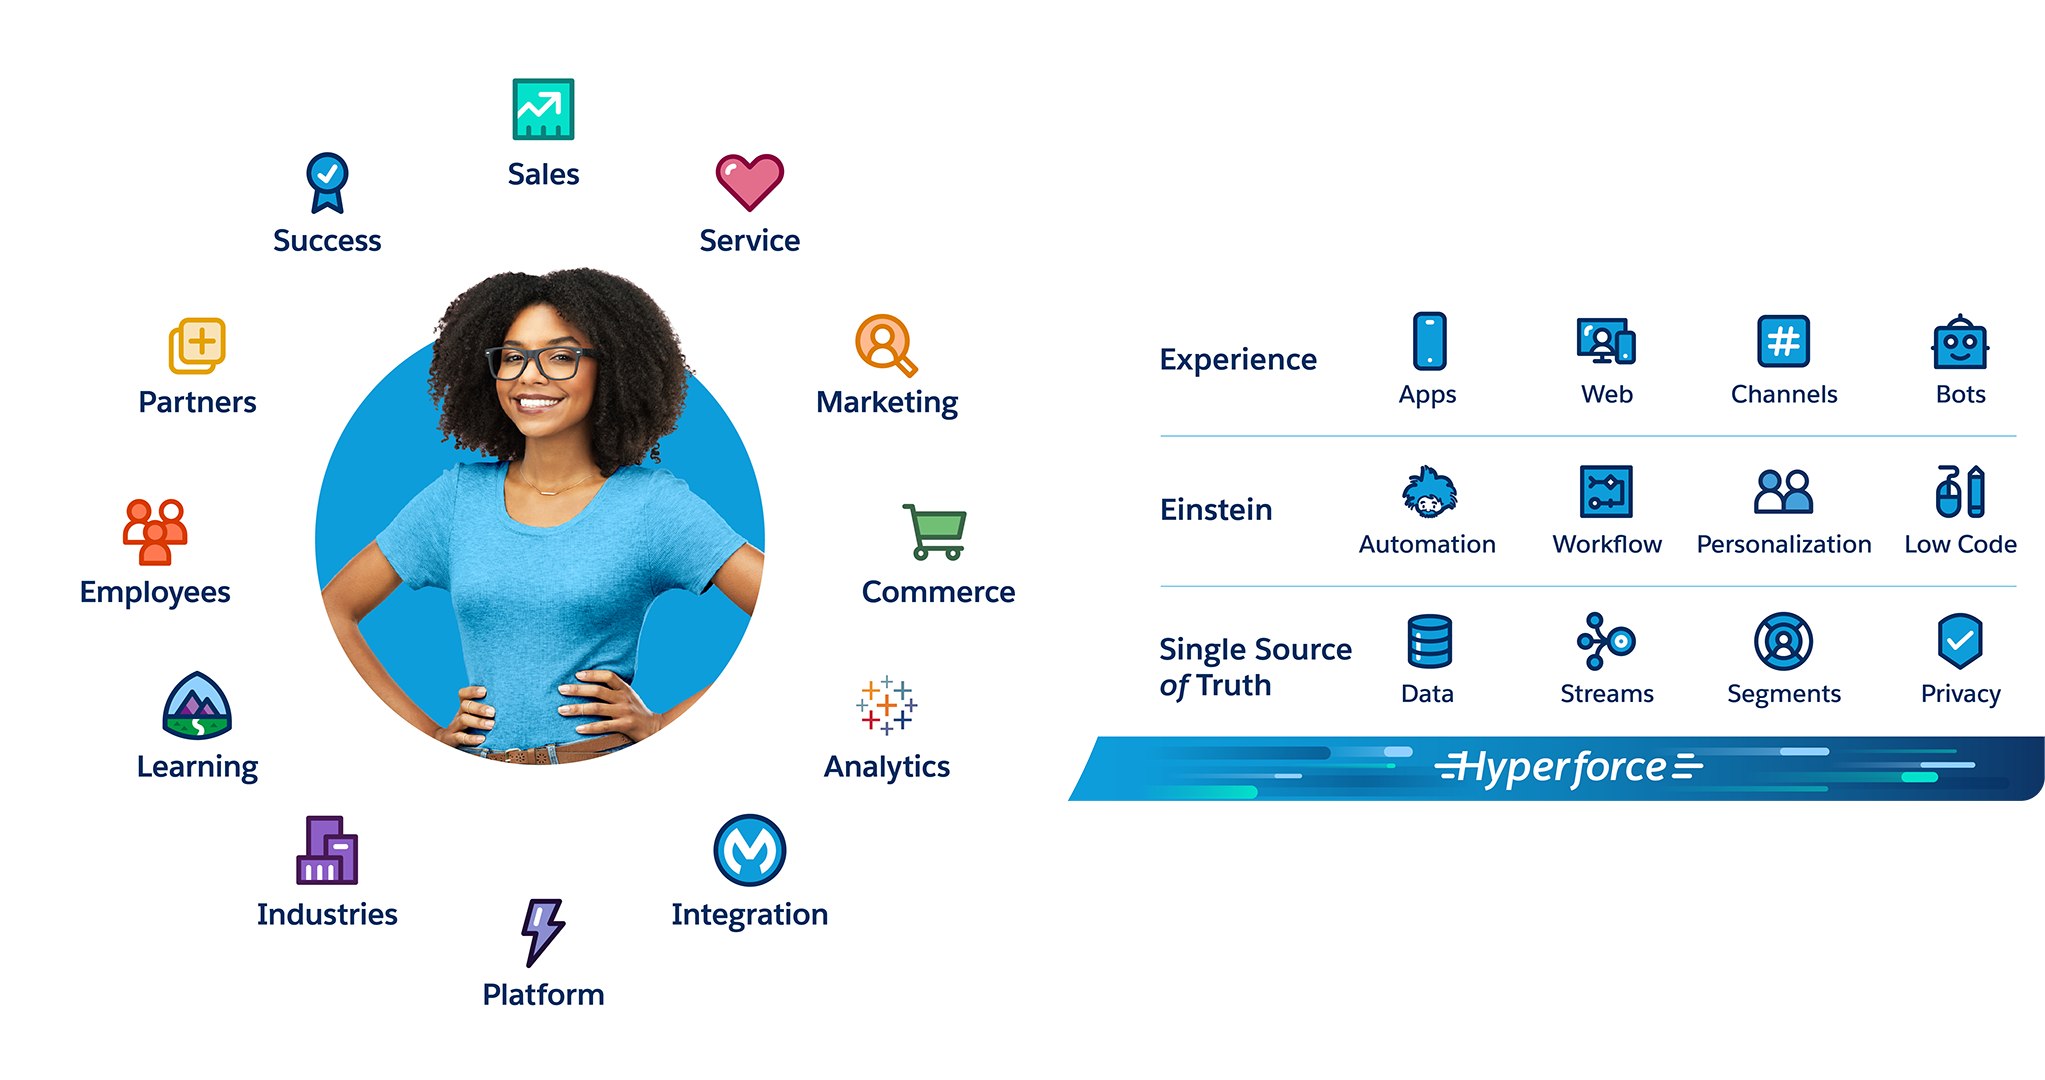 Sales
Success
Service
Partners
Marketing
Employees
Commerce
Learning
Analytics
Industries
Integration
Platform
Experience
Apps
Web
#
Channels
Bots
Einstein
Automation
Workflow
Personalization
Low Code
Single Source
of Truth
Data
Streams
Segments
Privacy
Hyperforce